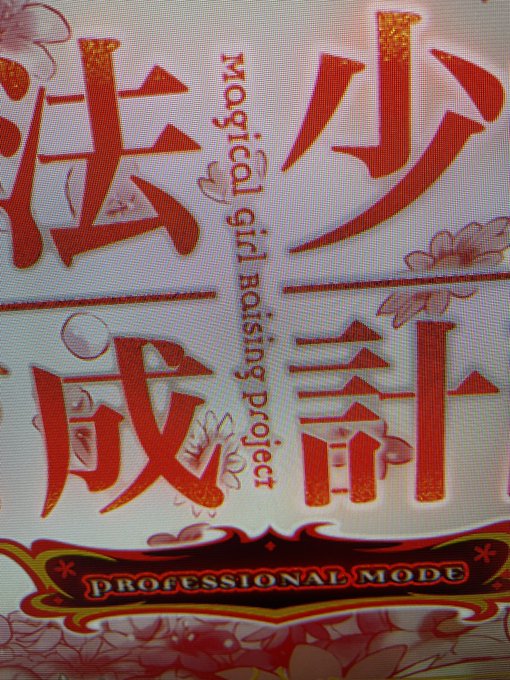 法少
Magical girl Raising project
成計
PROFESSIONAL MODE